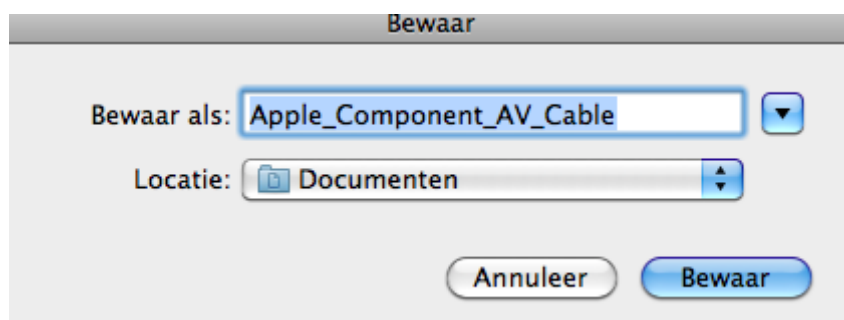 Bewaar
Bewaar als: Apple_Component_AV_Cable
Locatie: Documenten
Annuleer Bewaar